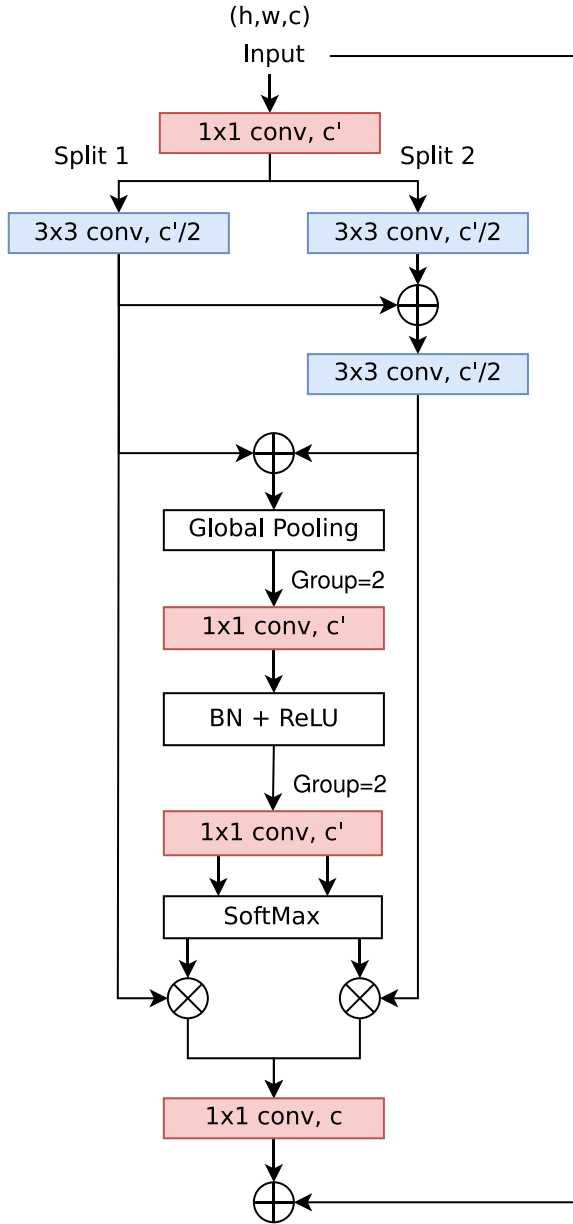 (h,w,c)
Input
1x1 conv, c'
Split 1
Split 2
3x3 conv, c'/2
3x3 conv, c'/2
3x3 conv, c'/2
Global Pooling
Group=2
1x1 conv, c'
BN + ReLU
Group=2
1x1 conv, c'
SoftMax
1x1 conv, c